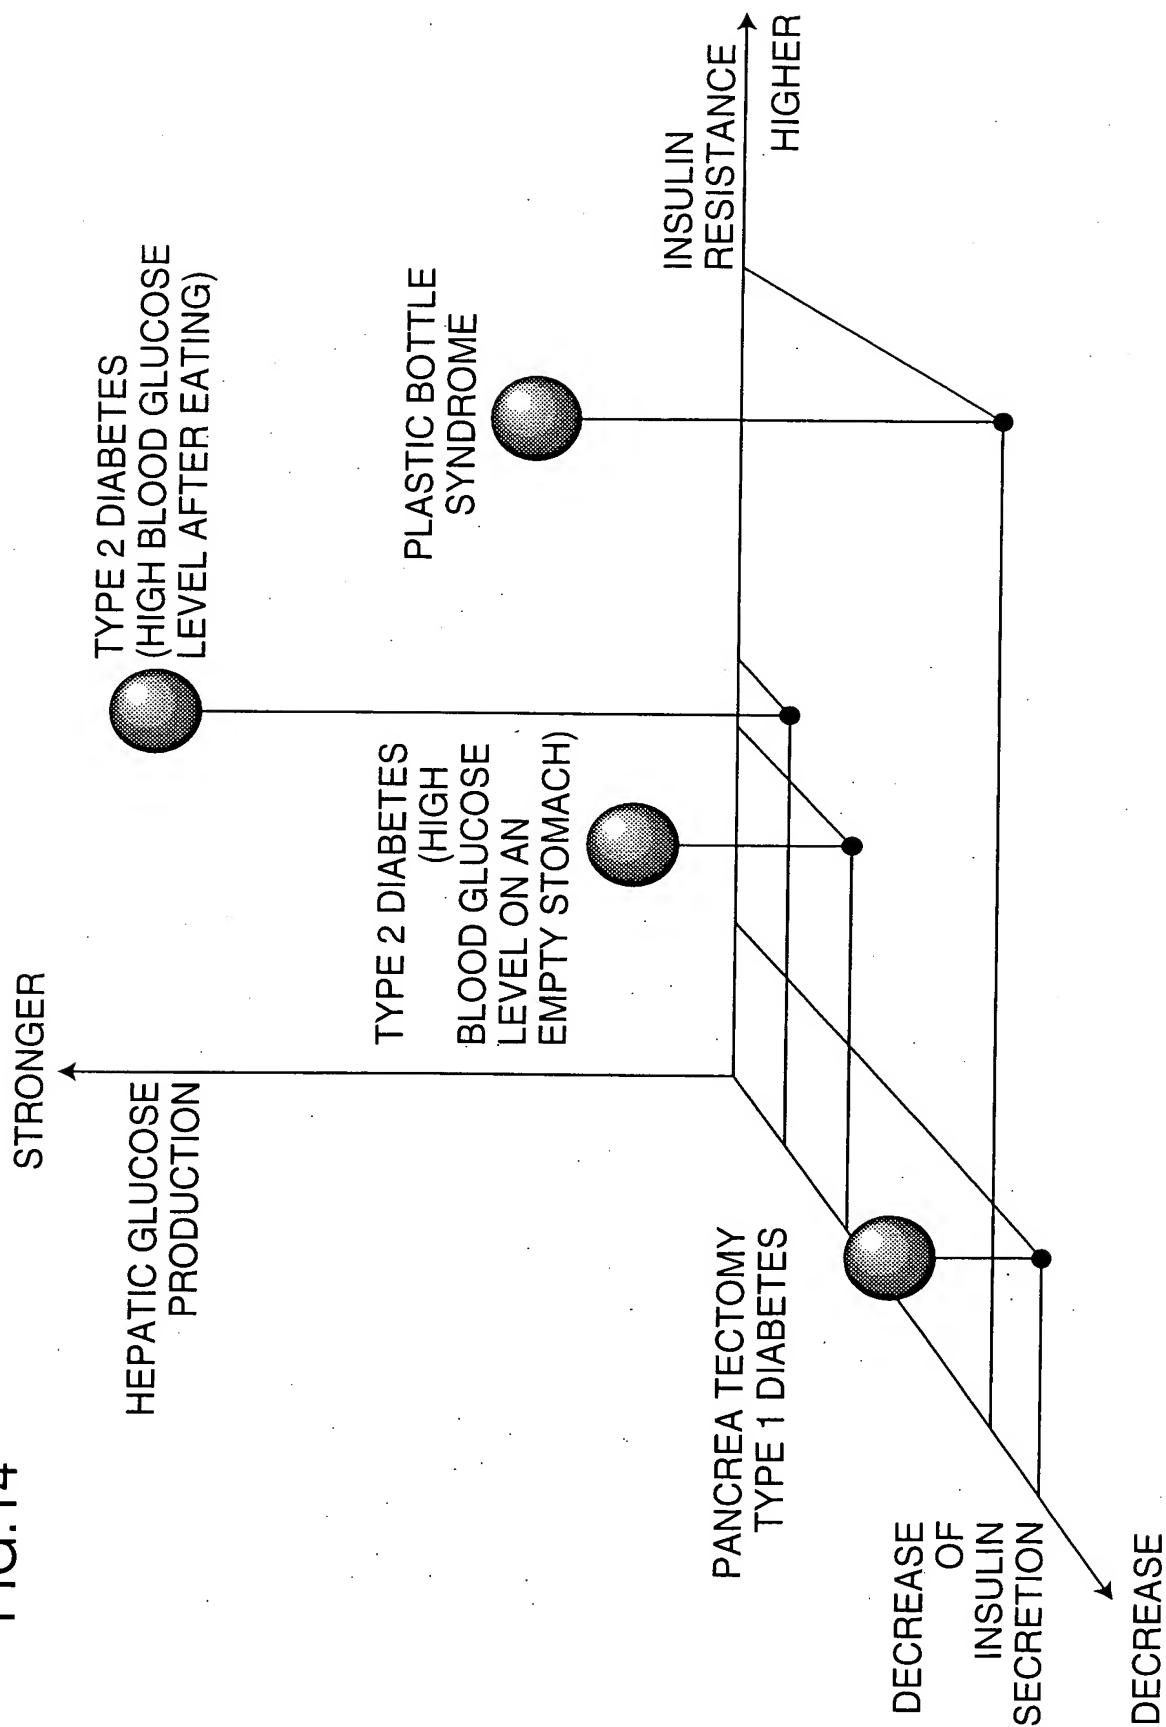 FIG.14
STRONGER
HEPATIC GLUCOSE
PRODUCTION
TYPE 2 DIABETES
(HIGH BLOOD GLUCOSE
LEVEL AFTER EATING)
TYPE 2 DIABETES
(HIGH
BLOOD GLUCOSE
LEVEL ON AN
EMPTY STOMACH)
PLASTIC BOTTLE
SYNDROME
INSULIN
RESISTANCE
HIGHER
PANCREA TECTOMY
TYPE 1 DIABETES
DECREASE
OF
INSULIN
SECRETION
DECREASE